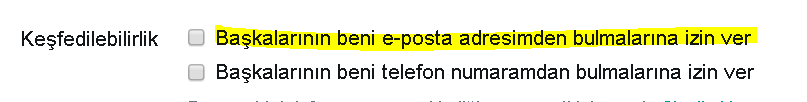 Keşfedilebilirlik Başkalarının beni e-posta adresimden bulmalarına izin ver
Başkalarının beni telefon numaramdan bulmalarına izin ver